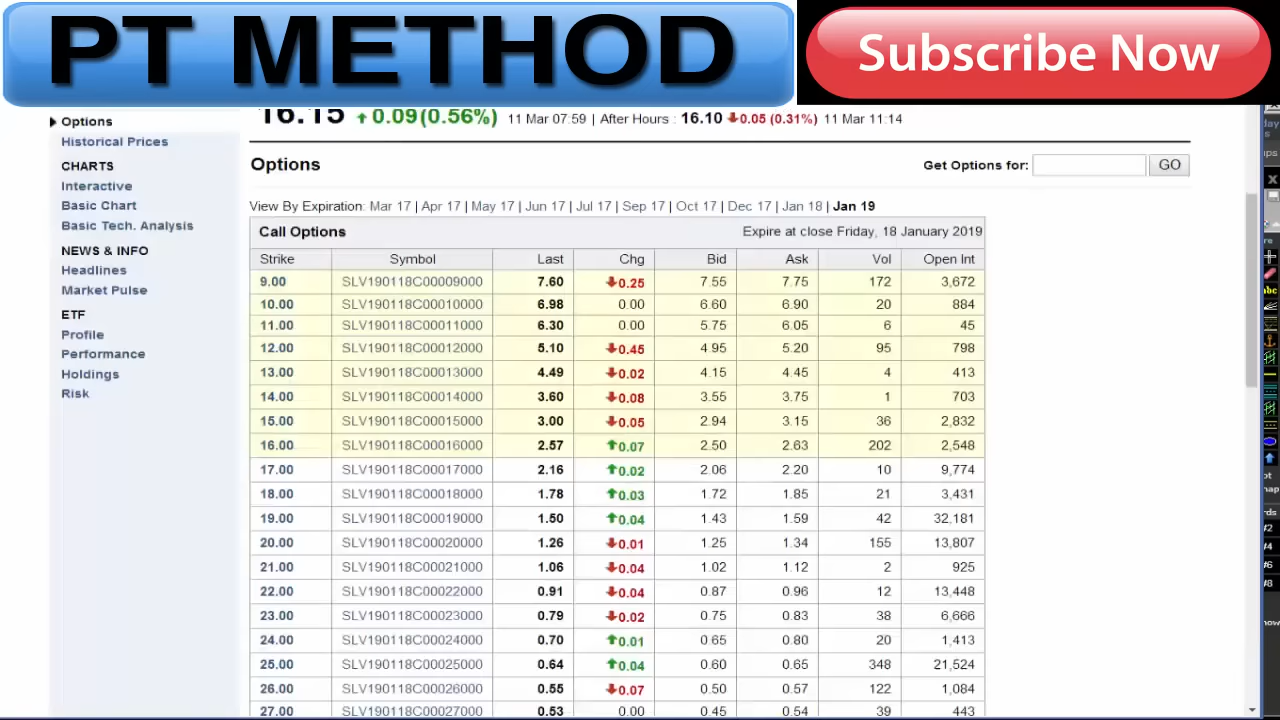 PT METHOD
Subscribe Now
Options
16.15 0.09(0.56%) 11 Mar 07:59 | After Hours : 16.10 0.05 (0.31%) 11 Mar 11:14
Historical Prices
CHARTS
Interactive
Basic Chart
Basic Tech. Analysis
NEWS & INFO
Headlines
Market Pulse
ETF
Profile
Performance
Holdings
Risk
Options
Get Options for: GO
View By Expiration: Mar 17 | Apr 17 | May 17 | Jun 17 | Jul 17 | Sep 17 | Oct 17 | Dec 17 | Jan 18 | Jan 19
Call Options Expire at close Friday, 18 January 2019
Strike Symbol Last Chg Bid Ask Vol Open Int
9.00 SLV190118C00009000 7.60 0.25 7.55 7.75 172 3,672
10.00 SLV190118C00010000 6.98 0.00 6.60 6.90 20 884
11.00 SLV190118C00011000 6.30 0.00 5.75 6.05 6 45
12.00 SLV190118C00012000 5.10 0.45 4.95 5.20 95 798
13.00 SLV190118C00013000 4.49 0.02 4.15 4.45 4 413
14.00 SLV190118C00014000 3.60 0.08 3.55 3.75 1 703
15.00 SLV190118C00015000 3.00 0.05 2.94 3.15 36 2,832
16.00 SLV190118C00016000 2.57 0.07 2.50 2.63 202 2,548
17.00 SLV190118C00017000 2.16 0.02 2.06 2.20 10 9,774
18.00 SLV190118C00018000 1.78 0.03 1.72 1.85 21 3,431
19.00 SLV190118C00019000 1.50 0.04 1.43 1.59 42 32,181
20.00 SLV190118C00020000 1.26 0.01 1.25 1.34 155 13,807
21.00 SLV190118C00021000 1.06 0.04 1.02 1.12 2 925
22.00 SLV190118C00022000 0.91 0.04 0.87 0.96 12 13,448
23.00 SLV190118C00023000 0.79 0.02 0.75 0.83 38 6,666
24.00 SLV190118C00024000 0.70 0.01 0.65 0.80 20 1,413
25.00 SLV190118C00025000 0.64 0.04 0.60 0.65 348 21,524
26.00 SLV190118C00026000 0.55 0.07 0.50 0.57 122 1,084
27.00 SLV190118C00027000 0.53 0.00 0.45 0.54 39 443
abc
#2
#4
#6
#8